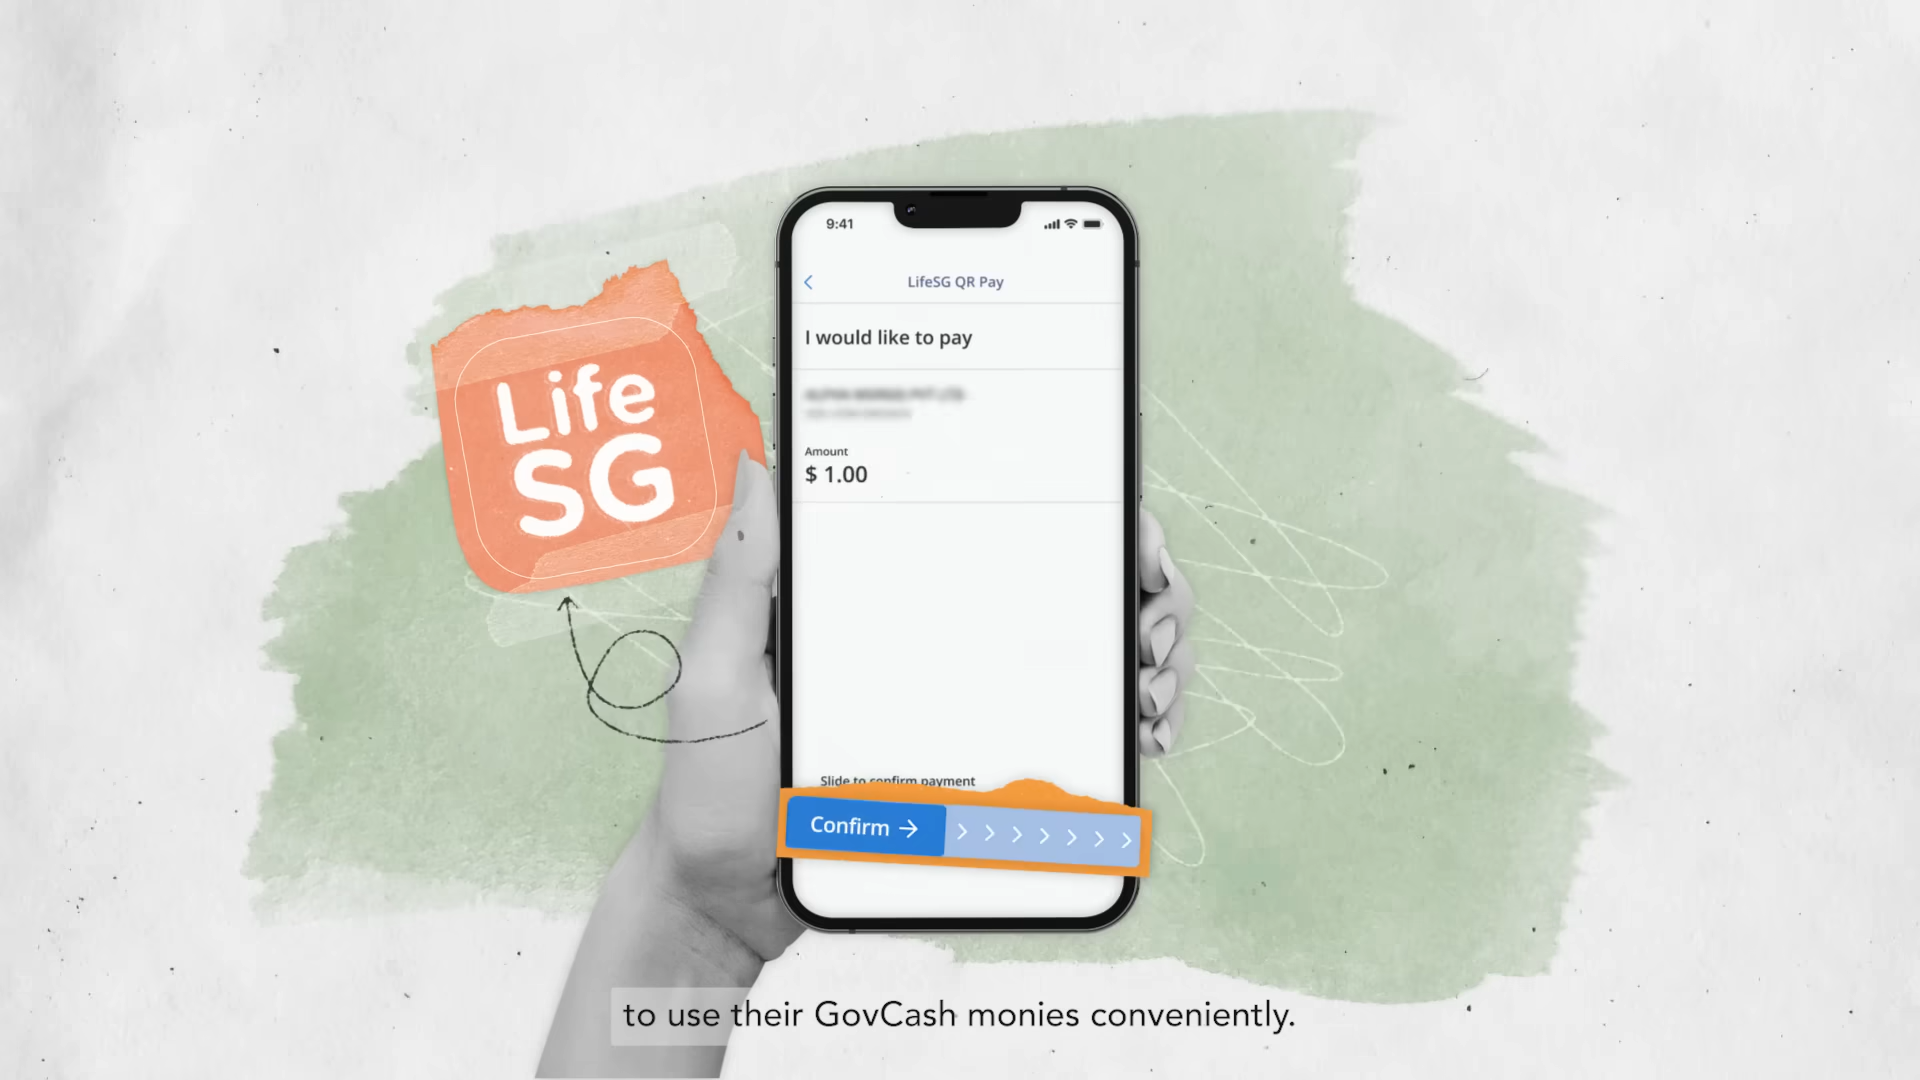 9:41
LifeSG QR Pay
I would like to pay
Amount
$ 1.00
Life
SG
Slide to confirm payment
Confirm
to use their GovCash monies conveniently.